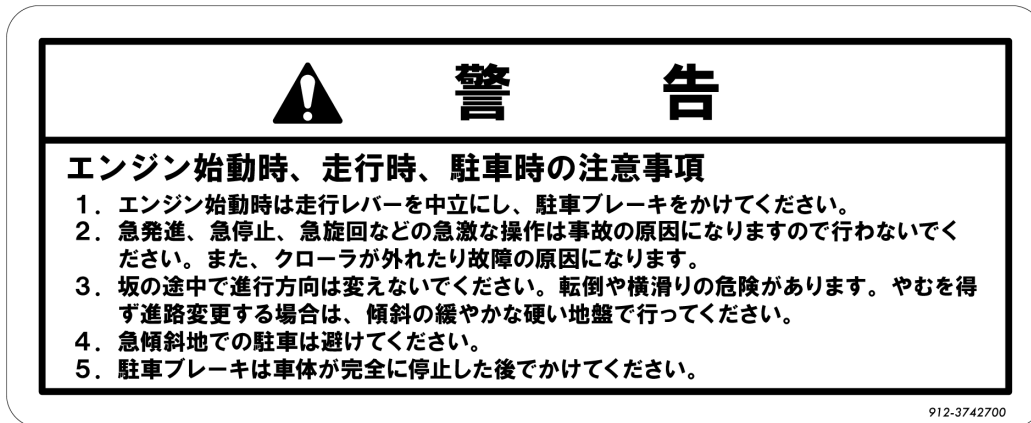 警告
エンジン始動時、走行時、駐車時の注意事項
1. エンジン始動時は走行レバーを中立にし、駐車ブレーキをかけてください。
2. 急発進、急停止、急旋回などの急激な操作は事故の原因になりますので行わないでく
ださい。また、クローラが外れたり故障の原因になります。
3. 坂の途中で進行方向は変えないでください。転倒や横滑りの危険があります。やむを得
ず進路変更する場合は、傾斜の緩やかな硬い地盤で行ってください。
4. 急傾斜地での駐車は避けてください。
5. 駐車ブレーキは車体が完全に停止した後でかけてください。
912-3742700